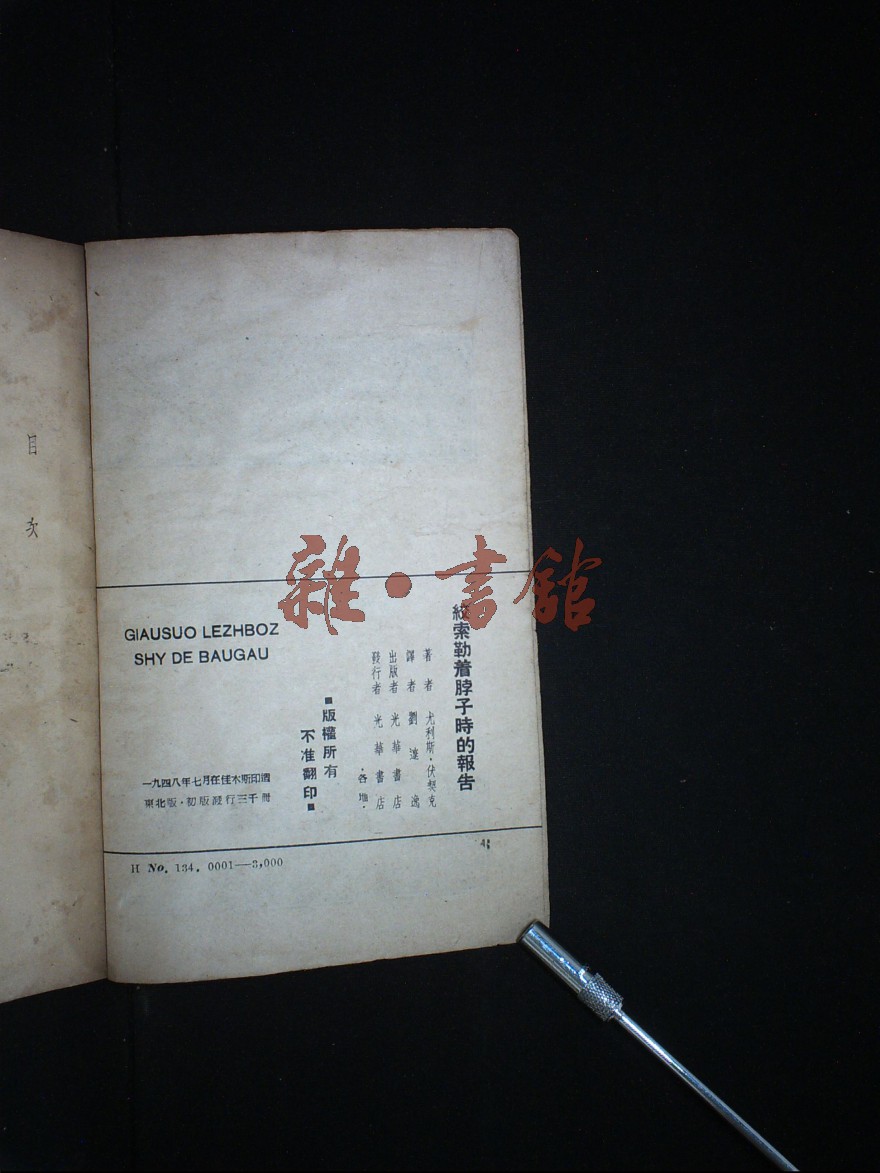 絞索勒着脖子時的報告
著者 尤利斯·伏契克
譯者 劉遼逸
出版者 光華書店
發行者 光華書店
·各地·
■版權所有
不准翻印■
GIAUSUO LEZHBOZ
SHY DE BAUGAU
一九四八年七月在佳木斯印造
東北版·初版發行三千冊
H No. 134. 0001—3,000
目次
雜·書館